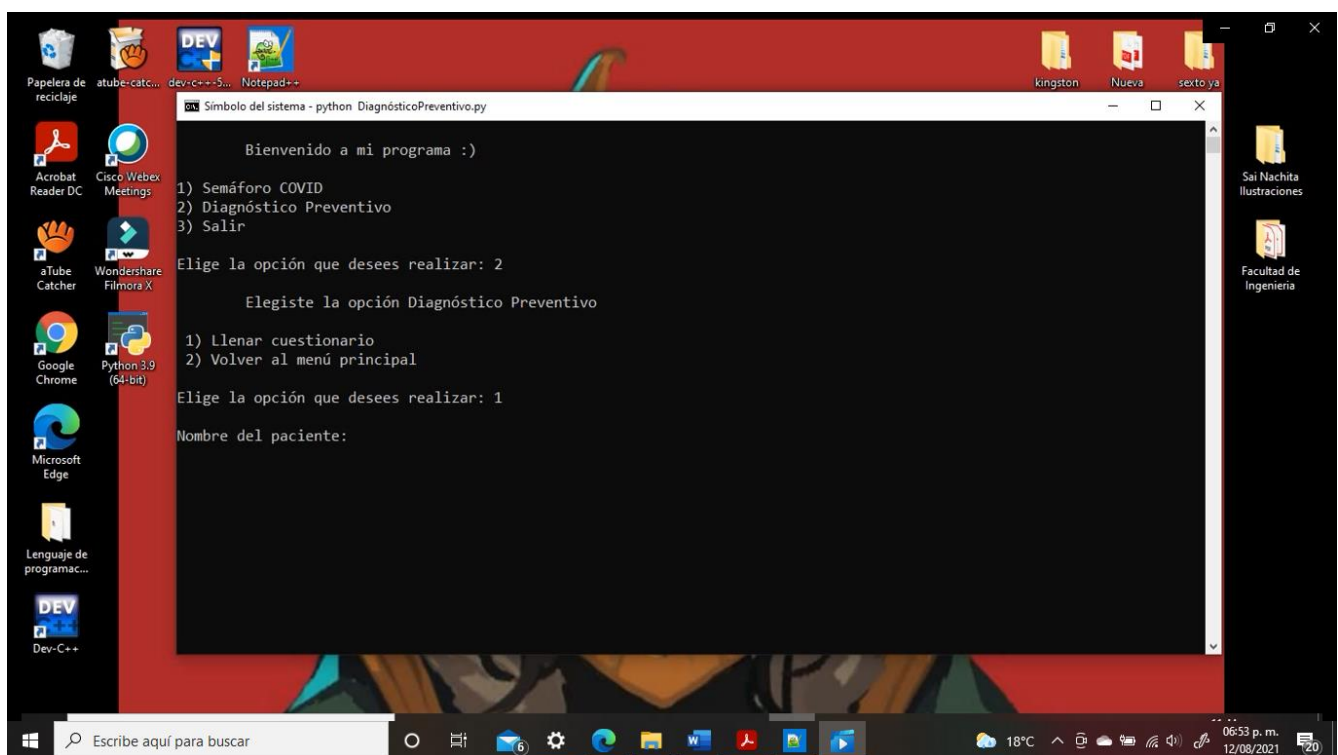 Papelera de
reciclaje
atube-catc...
dev-c++-5...
Notepad++
kingston
Nueva
sexto ya
Símbolo del sistema - python DiagnósticoPreventivo.py
Bienvenido a mi programa :)
1) Semáforo COVID
2) Diagnóstico Preventivo
3) Salir
Elige la opción que desees realizar: 2
Elegiste la opción Diagnóstico Preventivo
1) Llenar cuestionario
2) Volver al menú principal
Elige la opción que desees realizar: 1
Nombre del paciente:
Acrobat
Reader DC
Cisco Webex
Meetings
aTube
Catcher
Wondershare
Filmora X
Google
Chrome
Python 3.9
(64-bit)
Microsoft
Edge
Lenguaje de
programac...
DEV
C++
Dev-C++
Sai Nachita
Ilustraciones
Facultad de
Ingenieria
Escribe aquí para buscar
6
18°C
06:53 p. m.
12/08/2021
20